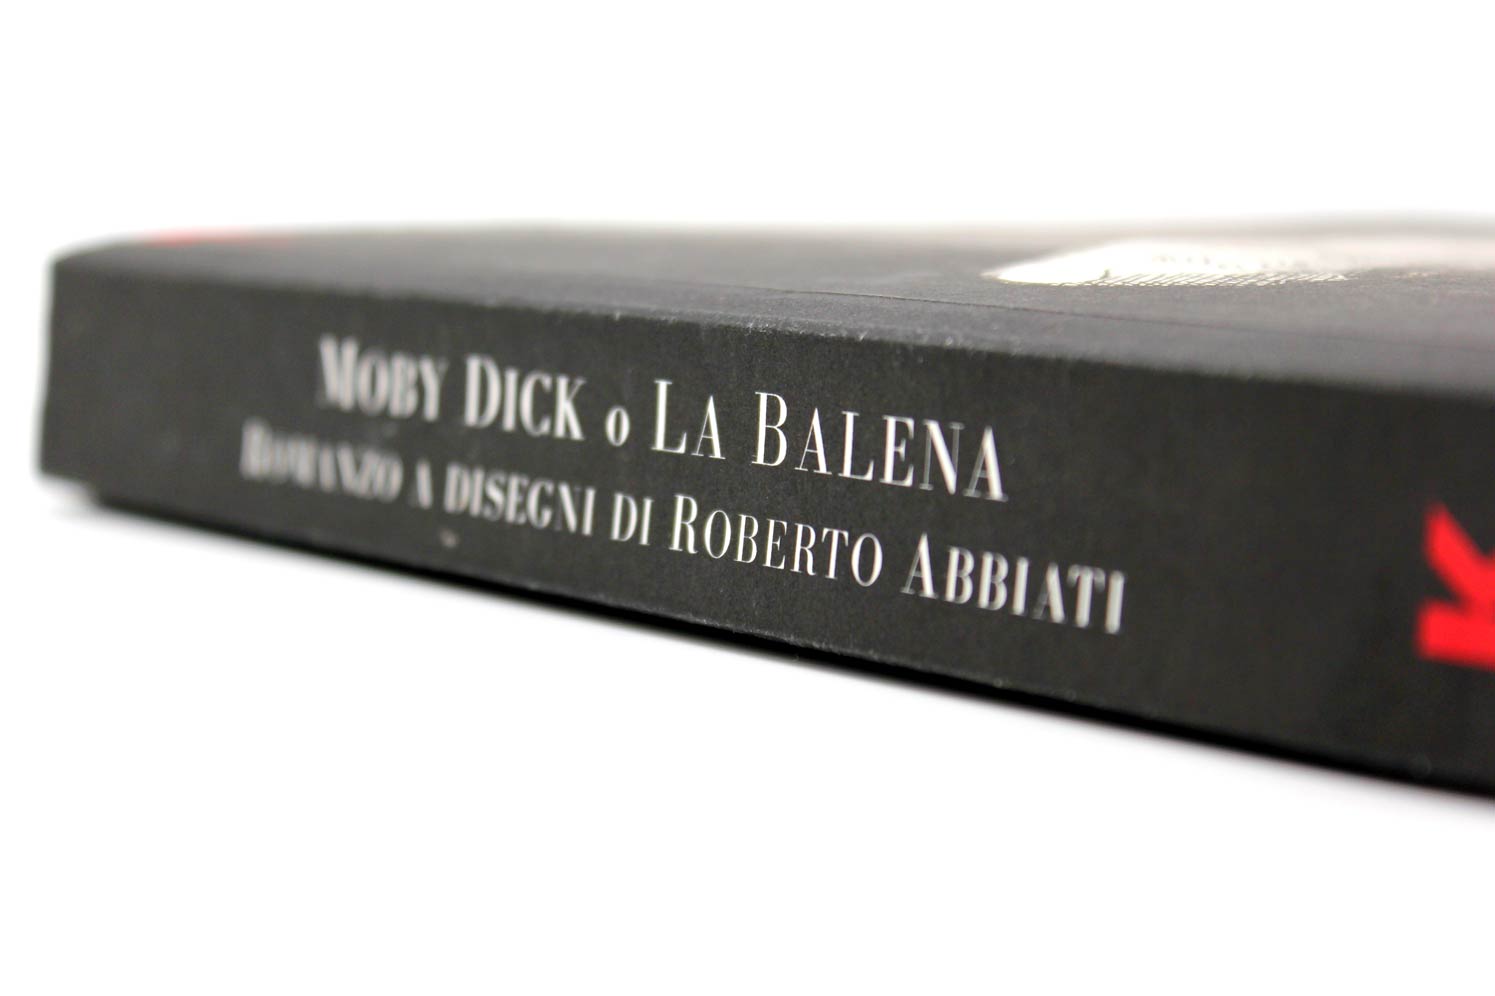 MOBY DICK o LA BALENA
ROMANZO A DISEGNI DI ROBERTO ABBIATI
K